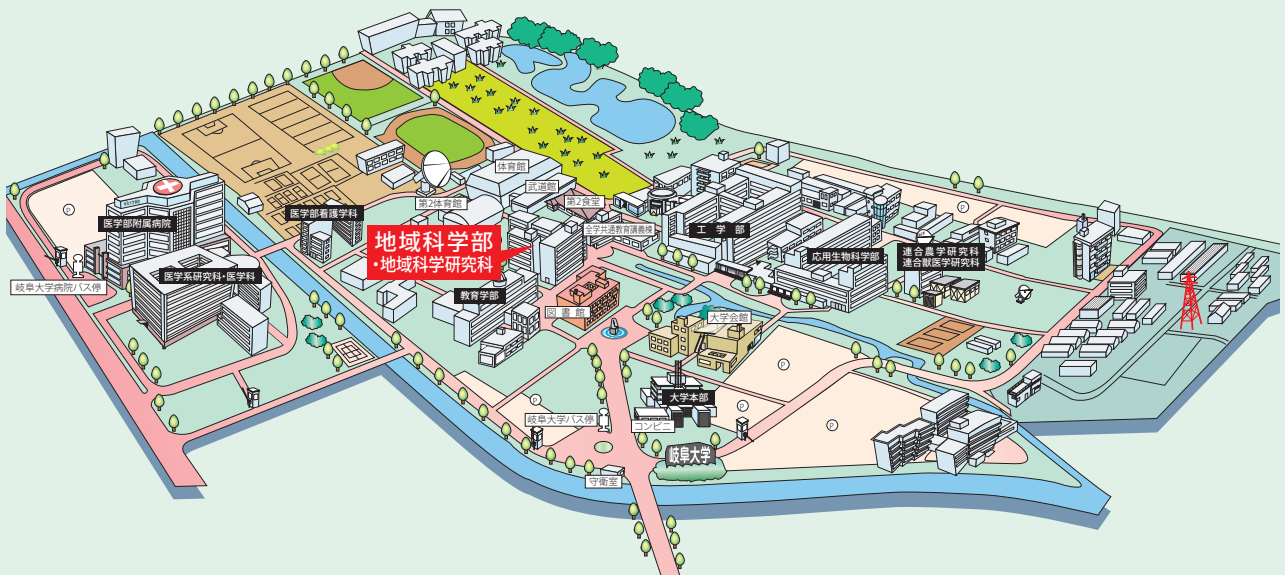 体育館
武道館
第2体育館
第2食堂
医学部看護学科
医学部附属病院
全学共通教育講義棟
工学部
地域科学部
・地域科学研究科
応用生物科学部
連合農学研究科
連合獣医学研究科
医学系研究科・医学科
岐阜大学病院バス停
教育学部
図書館
大学会館
大学本部
岐阜大学バス停
コンビニ
岐阜大学
守衛室
P
P
P
P
P
P